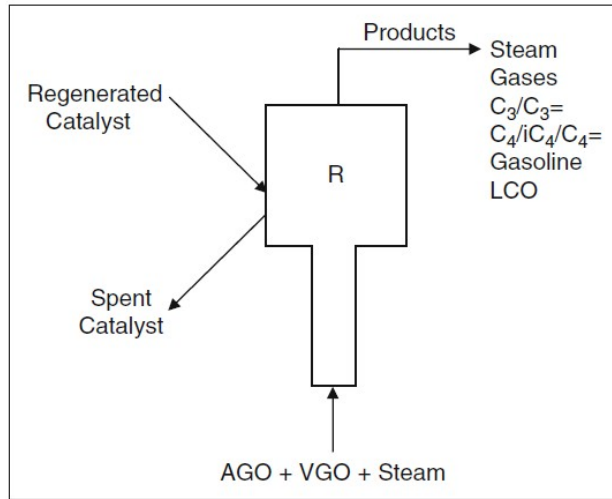 Products
Steam
Gases
C₃/C₃=
C₄/iC₄/C₄=
Gasoline
LCO
Regenerated
Catalyst
R
Spent
Catalyst
AGO + VGO + Steam